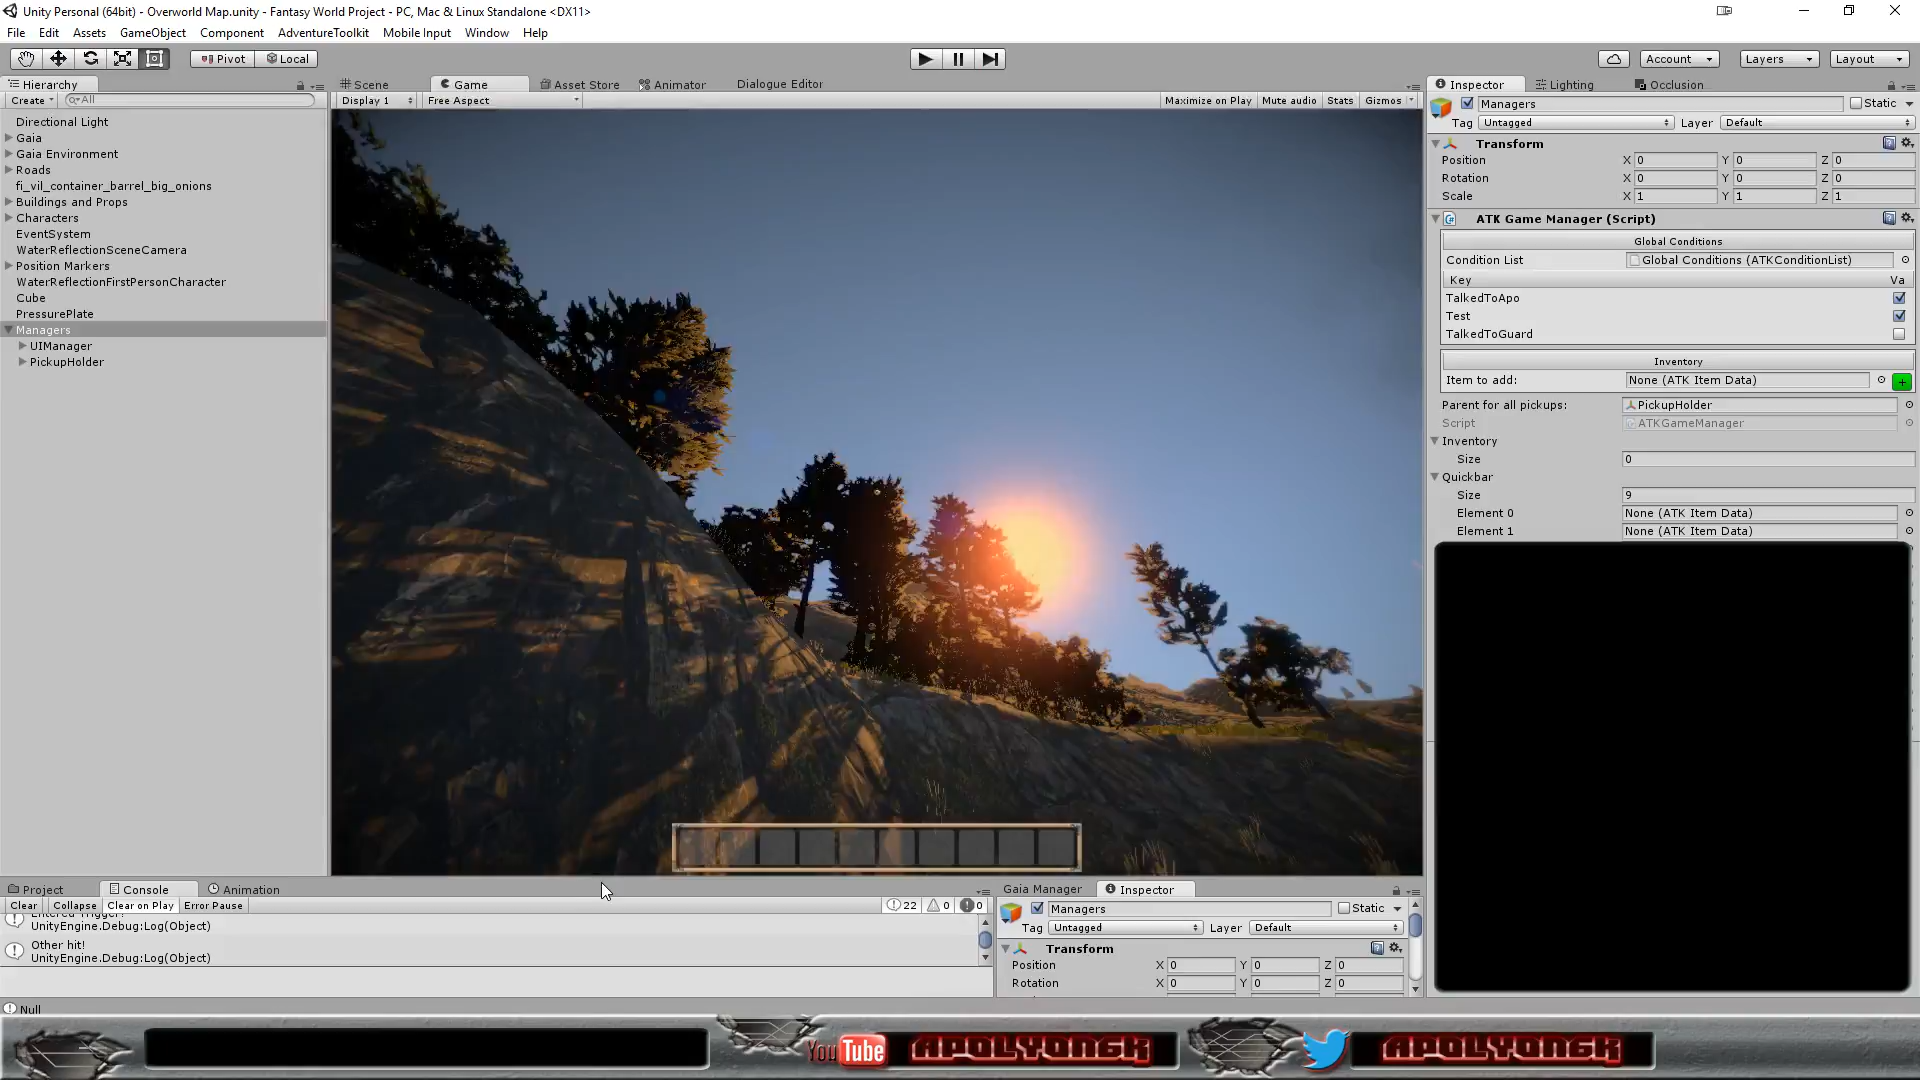 Unity Personal (64bit) - Overworld Map.unity - Fantasy World Project - PC, Mac & Linux Standalone <DX11>
File Edit Assets GameObject Component AdventureToolkit Mobile Input Window Help
Pivot Local Account Layers Layout
Hierarchy
Create All
Directional Light
Gaia
Gaia Environment
Roads
fi_vil_container_barrel_big_onions
Buildings and Props
Characters
EventSystem
WaterReflectionSceneCamera
Position Markers
WaterReflectionFirstPersonCharacter
Cube
PressurePlate
Managers
UIManager
PickupHolder
Scene Game Asset Store Animator Dialogue Editor
Display 1 Free Aspect Maximize on Play Mute audio Stats Gizmos
Inspector Lighting Occlusion
Managers Static
Tag Untagged Layer Default
Transform
Position X 0 Y 0 Z 0
Rotation X 0 Y 0 Z 0
Scale X 1 Y 1 Z 1
ATK Game Manager (Script)
Global Conditions
Condition List Global Conditions (ATKConditionList)
Key Va
TalkedToApo
Test
TalkedToGuard
Inventory
Item to add: None (ATK Item Data)
Parent for all pickups: PickupHolder
Script ATKGameManager
Inventory
Size 0
Quickbar
Size 9
Element 0 None (ATK Item Data)
Element 1 None (ATK Item Data)
Project Console Animation
Clear Collapse Clear on Play Error Pause 22 0 0
Entered Trigger!
UnityEngine.Debug:Log(Object)
Other hit!
UnityEngine.Debug:Log(Object)
Null
Gaia Manager Inspector
Managers Static
Tag Untagged Layer Default
Transform
Position X 0 Y 0 Z 0
Rotation X 0 Y 0 Z 0
YouTube APOLYONGK APOLYONGK